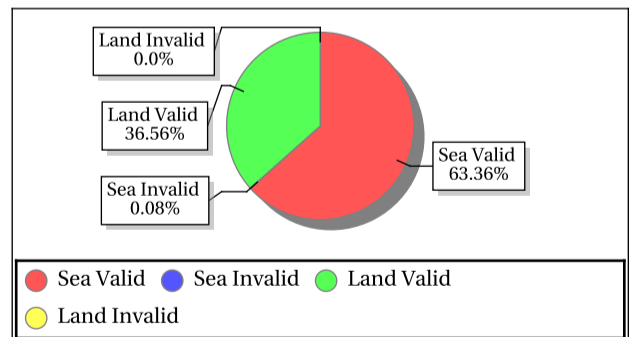 Land Invalid
0.0%
Land Valid
36.56%
Sea Invalid
0.08%
Sea Valid
63.36%
Sea Valid Sea Invalid Land Valid
Land Invalid